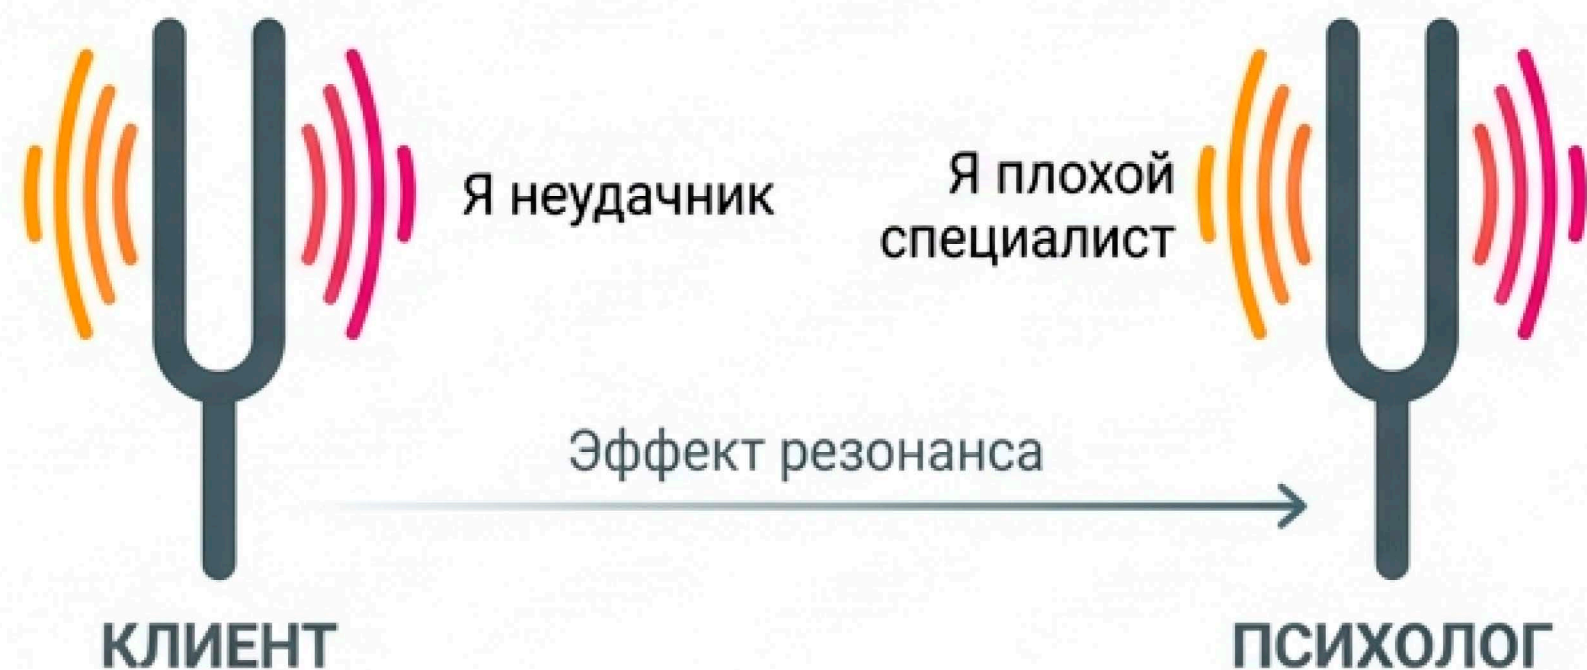 Я неудачник
Я плохой
специалист
Эффект резонанса
КЛИЕНТ
ПСИХОЛОГ